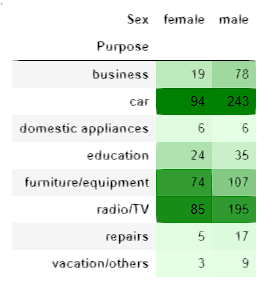 Sex female male
Purpose
business 19 78
car 94 243
domestic appliances 6 6
education 24 35
furniture/equipment 74 107
radio/TV 85 195
repairs 5 17
vacation/others 3 9